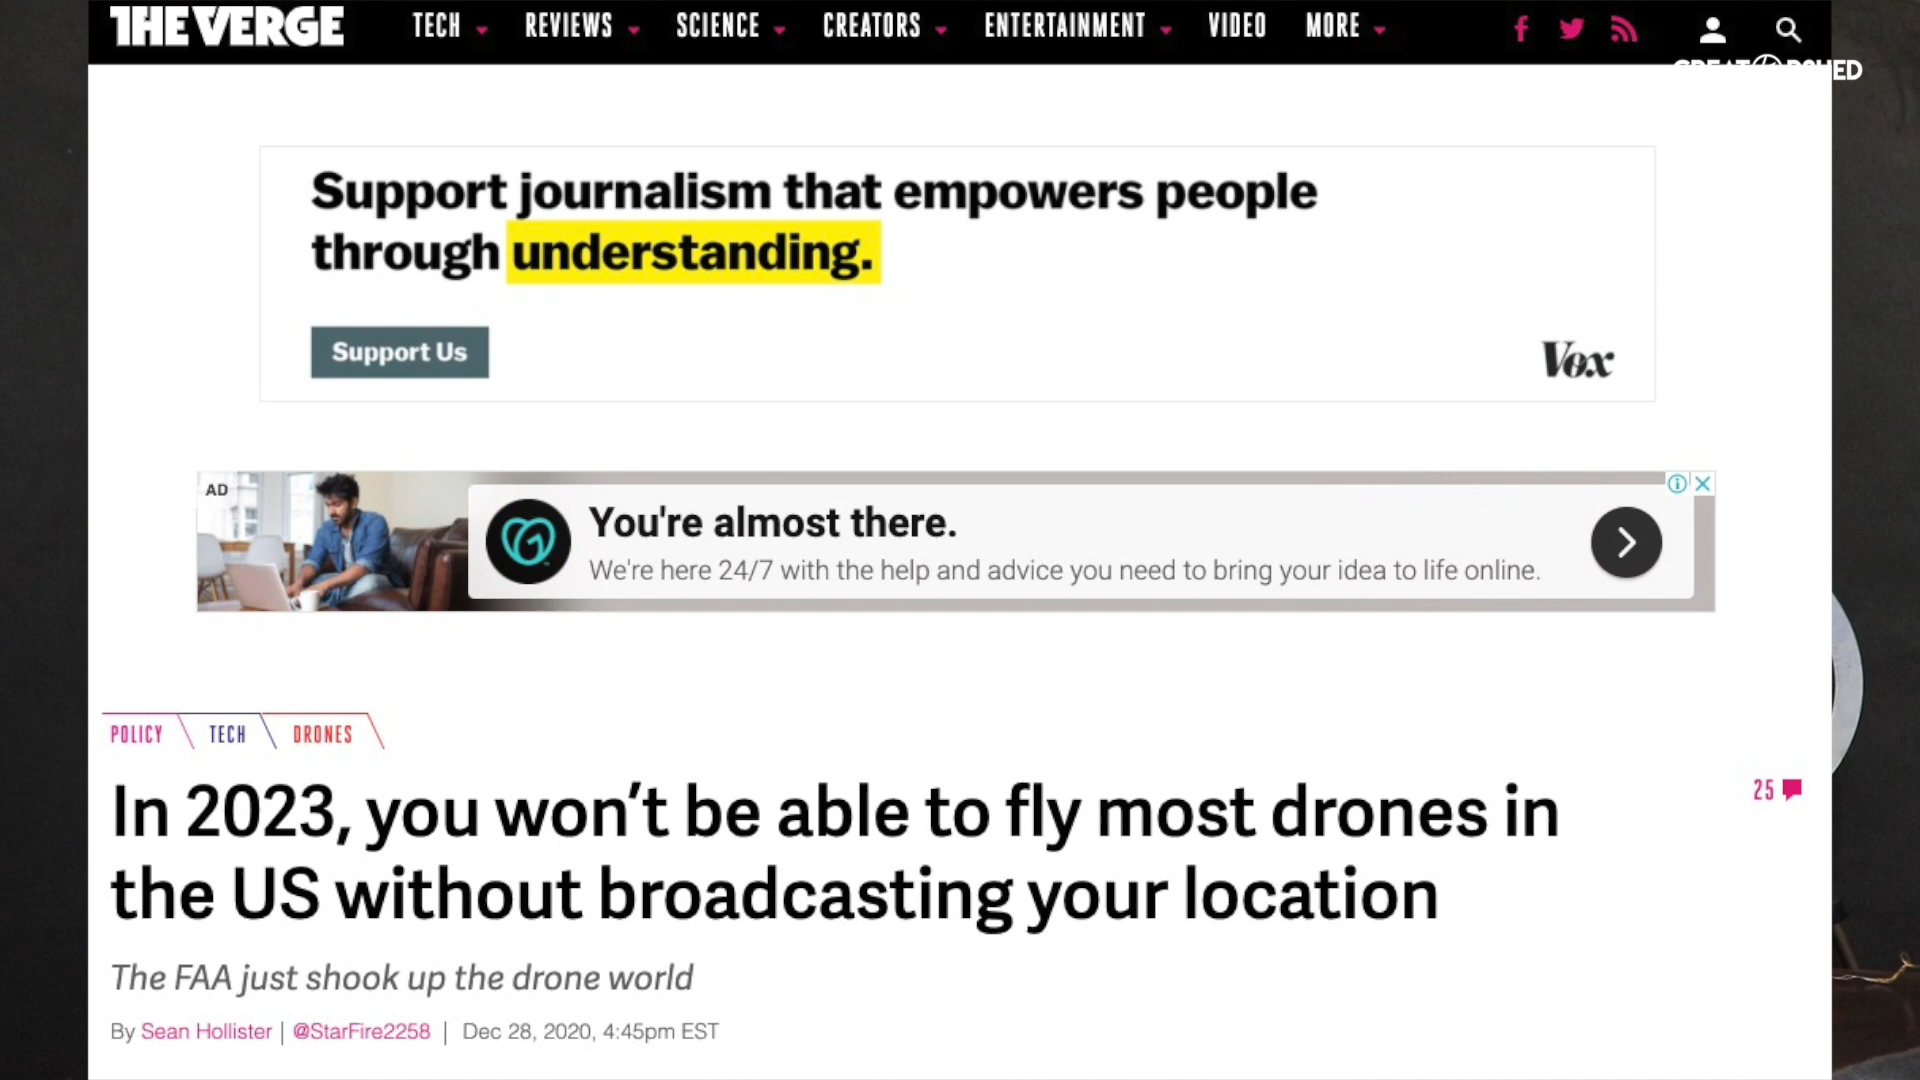 THE VERGE
TECH REVIEWS SCIENCE CREATORS ENTERTAINMENT VIDEO MORE
Support journalism that empowers people
through understanding.
Support Us
Vox
AD
You're almost there.
We're here 24/7 with the help and advice you need to bring your idea to life online.
POLICY TECH DRONES
In 2023, you won't be able to fly most drones in
the US without broadcasting your location
25
The FAA just shook up the drone world
By Sean Hollister | @StarFire2258 | Dec 28, 2020, 4:45pm EST